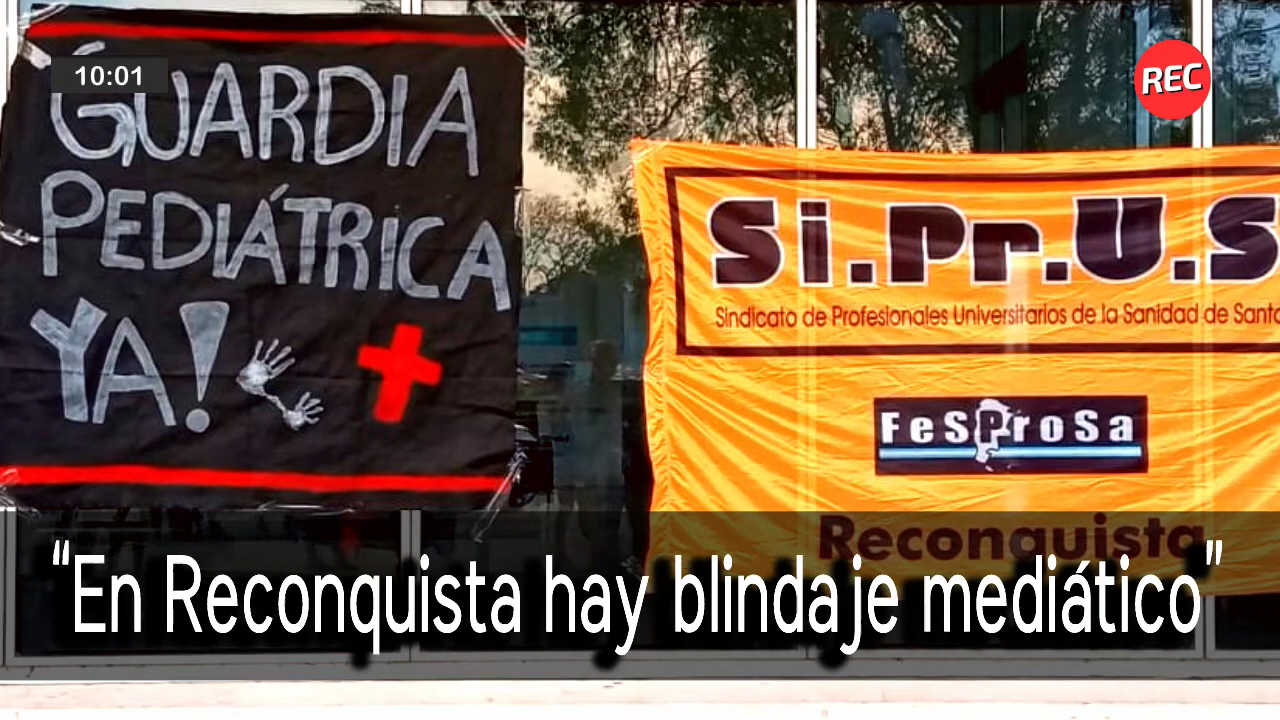 10:01
GUARDIA
PEDIÁTRICA
YA!
REC
Si.Pr.U.S
Sindicato de Profesionales Universitarios de la Sanidad de Santa
FeSProSa
Reconquista
“En Reconquista hay blindaje mediático”